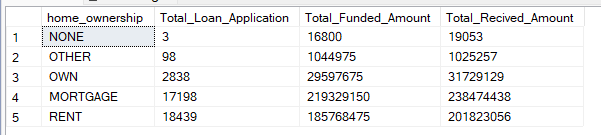 home_ownership Total_Loan_Application Total_Funded_Amount Total_Recived_Amount
1 NONE 3 16800 19053
2 OTHER 98 1044975 1025257
3 OWN 2838 29597675 31729129
4 MORTGAGE 17198 219329150 238474438
5 RENT 18439 185768475 201823056